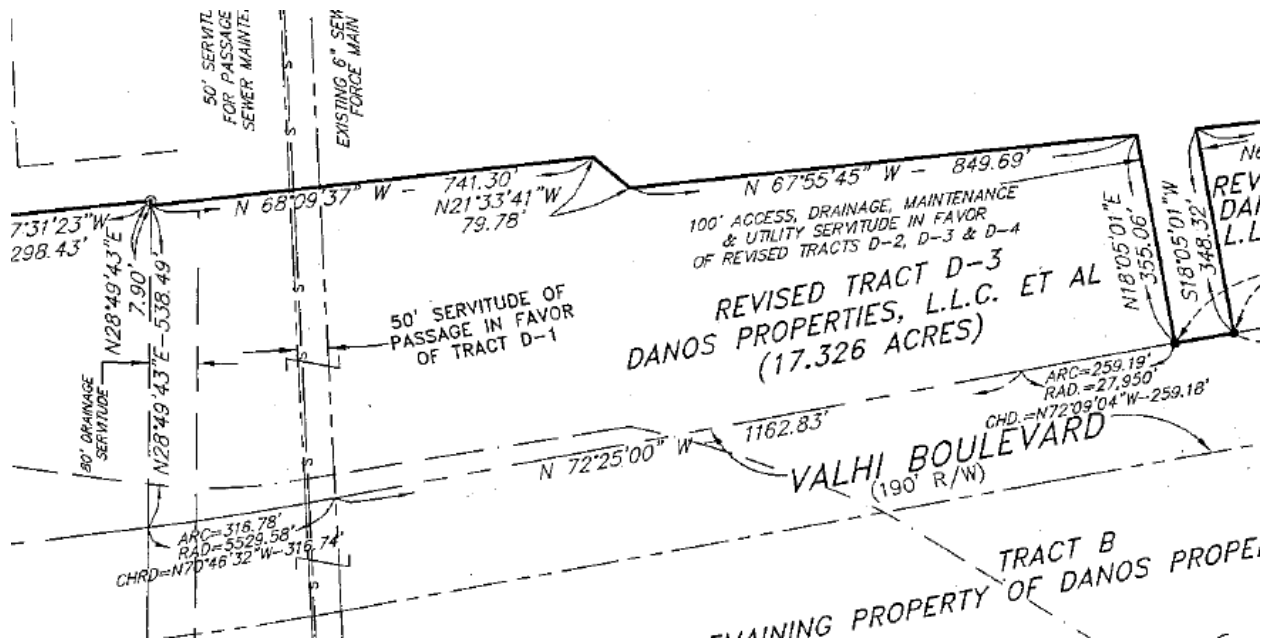 50' SERVITU
FOR PASSAGE
SEWER MAINTE
EXISTING 6" SEW
FORCE MAIN
S
7°31'23"W
298.43'
N 68°09'37" W - 741.30'
N21°33'41"W
79.78'
N 67°55'45" W - 849.69'
100' ACCESS, DRAINAGE, MAINTENANCE
& UTILITY SERVITUDE IN FAVOR
OF REVISED TRACTS D-2, D-3 & D-4
REVISED TRACT D-3
DANOS PROPERTIES, L.L.C. ET AL
(17.326 ACRES)
N18°05'01"E
355.06'
S18°05'01"W
348.32'
N6
REV
DAN
L.L
N28°49'43"E
7.90'
N28°49'43"E-538.49'
80' DRAINAGE
SERVITUDE
S
50' SERVITUDE OF
PASSAGE IN FAVOR
OF TRACT D-1
S
ARC=259.19'
RAD.=27,950'
CHD.=N72°09'04"W-259.18'
N 72°25'00" W 1162.83'
VALHI BOULEVARD
(190' R/W)
S
ARC=316.78'
RAD=5529.58'
CHRD=N70°46'32"W-316.74'
S
S
TRACT B
EMAINING PROPERTY OF DANOS PROPE